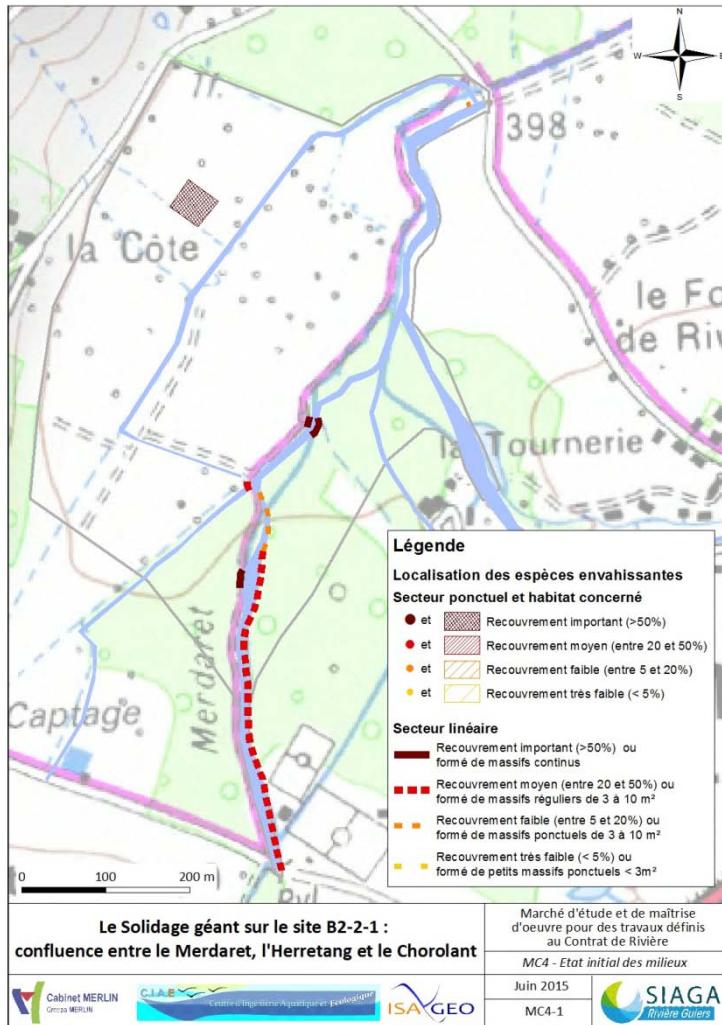 N
W
E
S
398
la Côte
le Fo
de Riv
la Tournerie
Merdaret
Captage
0
100
200 m
Légende
Localisation des espèces envahissantes
Secteur ponctuel et habitat concerné
et Recouvrement important (>50%)
et Recouvrement moyen (entre 20 et 50%)
et Recouvrement faible (entre 5 et 20%)
et Recouvrement très faible (< 5%)
Secteur linéaire
Recouvrement important (>50%) ou
formé de massifs continus
Recouvrement moyen (entre 20 et 50%) ou
formé de massifs réguliers de 3 à 10 m²
Recouvrement faible (entre 5 et 20%) ou
formé de massifs ponctuels de 3 à 10 m²
Recouvrement très faible (< 5%) ou
formé de petits massifs ponctuels < 3m²
Le Solidage géant sur le site B2-2-1 :
confluence entre le Merdaret, l'Herretang et le Chorolant
Marché d'étude et de maîtrise
d'oeuvre pour des travaux définis
au Contrat de Rivière
MC4 - Etat initial des milieux
Juin 2015
MC4-1
Cabinet MERLIN
Groupe MERLIN
C.I.A.E
Centre d'Ingénierie Aquatique et Ecologique
ISA GEO
SIAGA
Rivière Guiers